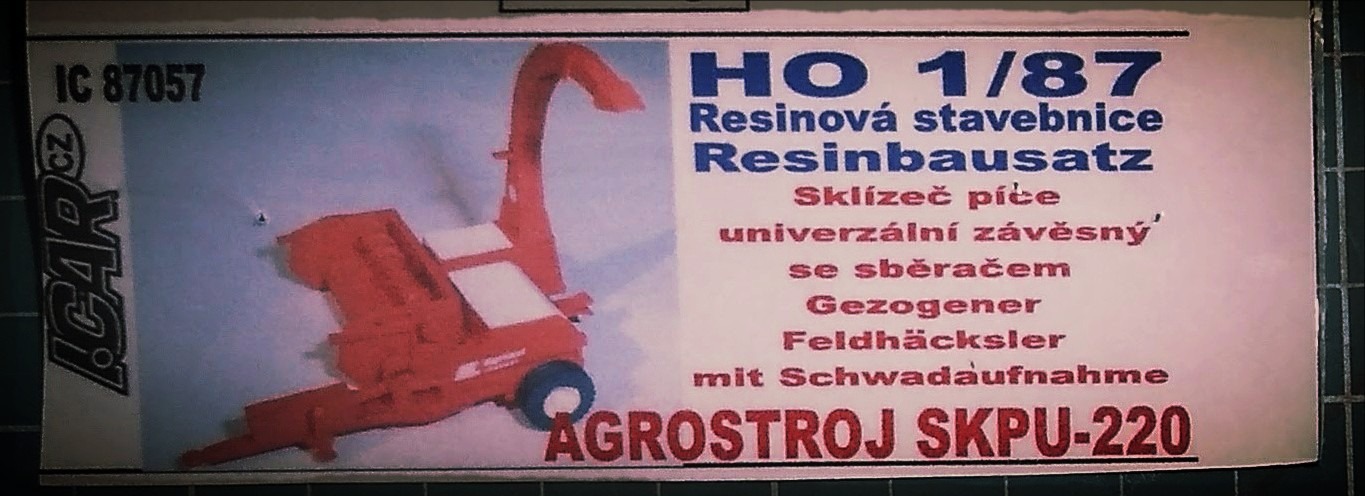 IC 87057
I.CAR CZ
HO 1/87
Resinová stavebnice
Resinbausatz
Sklízeč píce
univerzální závěsný
se sběračem
Gezogener
Feldhäcksler
mit Schwadaufnahme
AGROSTROJ SKPU-220